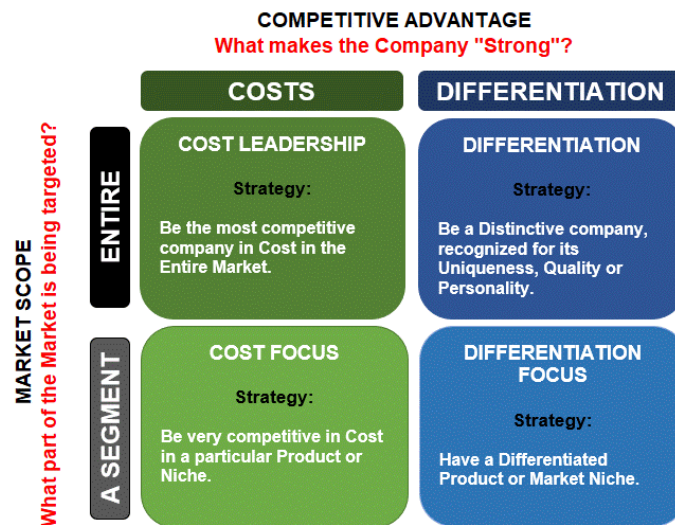 COMPETITIVE ADVANTAGE
What makes the Company "Strong"?
COSTS
DIFFERENTIATION
MARKET SCOPE
What part of the Market is being targeted?
ENTIRE
COST LEADERSHIP
Strategy:
Be the most competitive
company in Cost in the
Entire Market.
DIFFERENTIATION
Strategy:
Be a Distinctive company,
recognized for its
Uniqueness, Quality or
Personality.
A SEGMENT
COST FOCUS
Strategy:
Be very competitive in Cost
in a particular Product or
Niche.
DIFFERENTIATION
FOCUS
Strategy:
Have a Differentiated
Product or Market Niche.